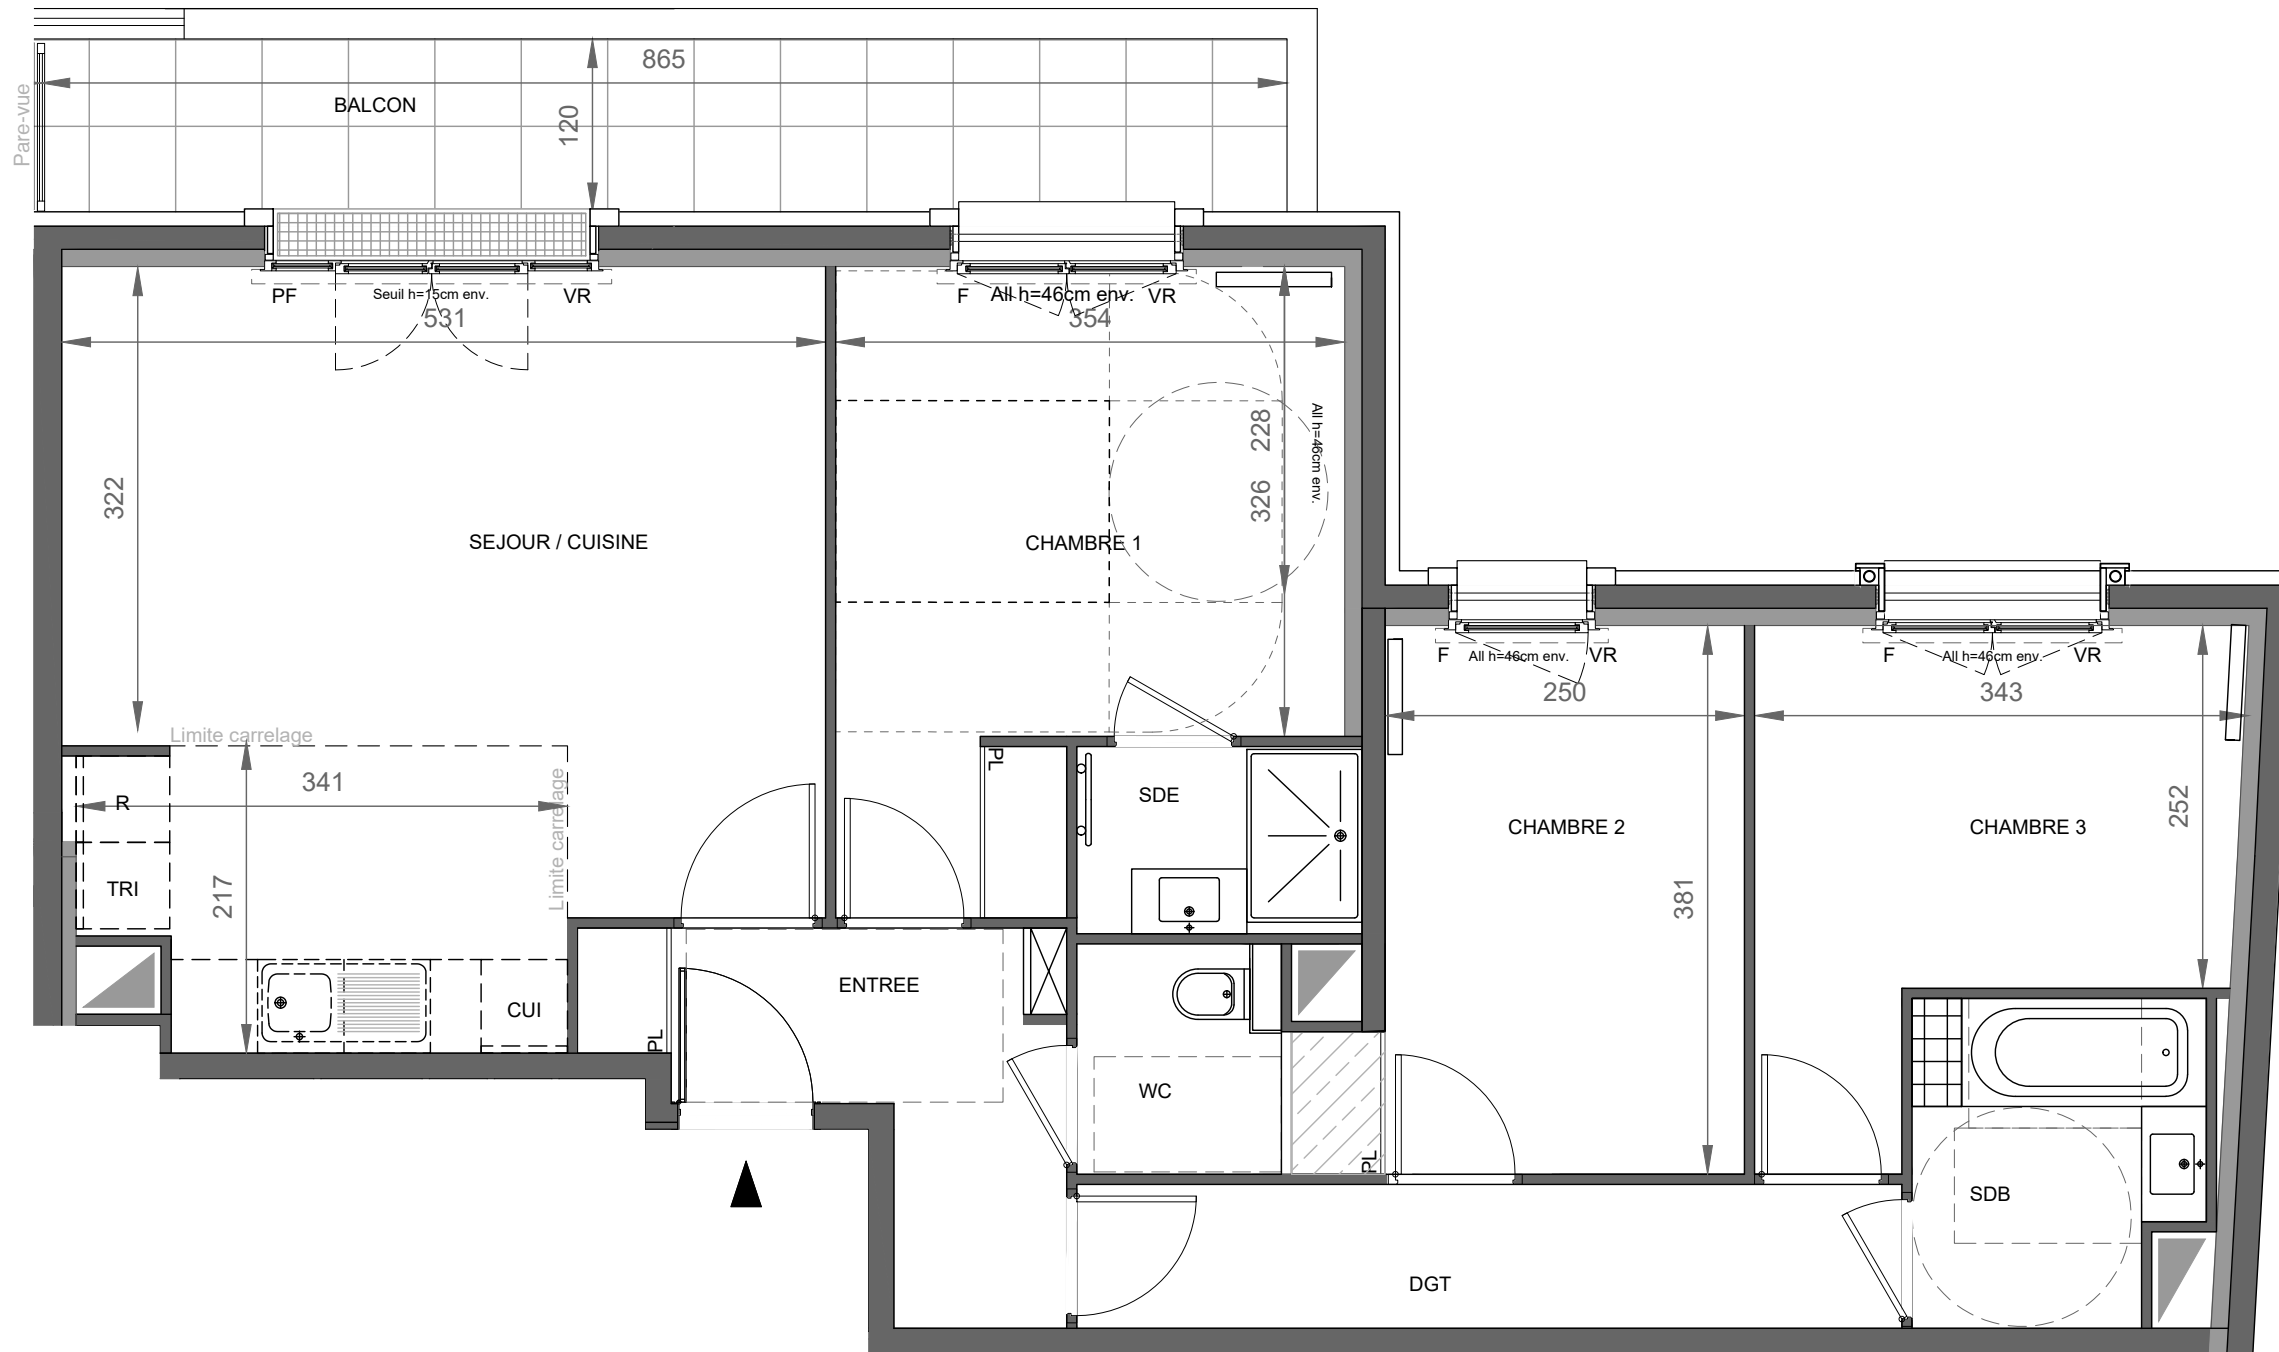 865
BALCON
120
Pare-vue
PF
Seuil h=15cm env.
VR
531
F
All h=46cm env.
VR
354
322
228
326
All h=46cm env.
SEJOUR / CUISINE
CHAMBRE 1
F
All h=46cm env.
VR
250
F
All h=46cm env.
VR
343
Limite carrelage
341
Limite carrelage
R
TRI
217
PL
SDE
CHAMBRE 2
CHAMBRE 3
252
381
ENTREE
CUI
PL
WC
PL
SDB
DGT